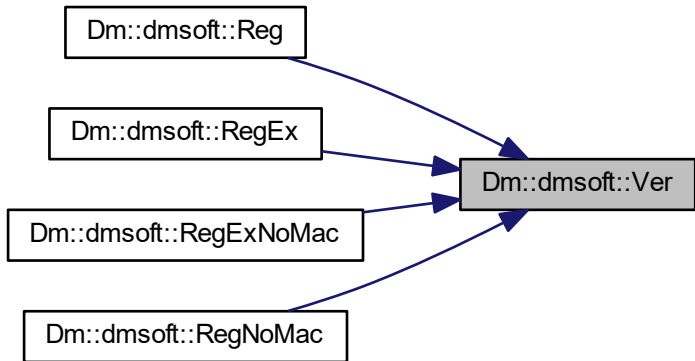 Dm::dmsoft::Reg
Dm::dmsoft::RegEx
Dm::dmsoft::Ver
Dm::dmsoft::RegExNoMac
Dm::dmsoft::RegNoMac